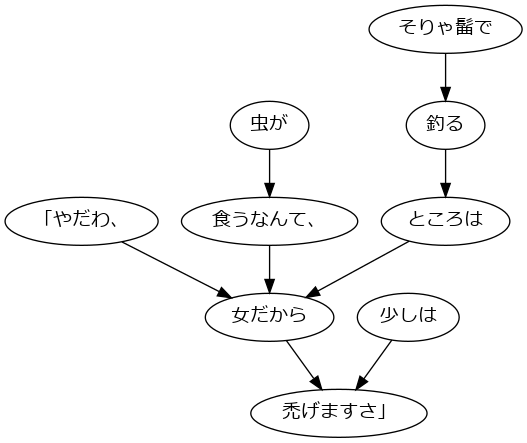 そりゃ髷で
虫が
釣る
「やだわ、
食うなんて、
ところは
女だから
少しは
禿げますさ」